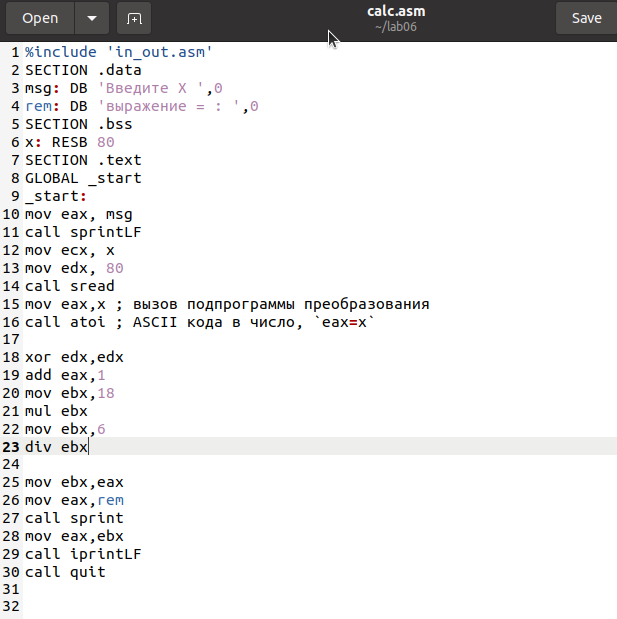 Open
calc.asm
~/lab06
Save
1 %include 'in_out.asm'
2 SECTION .data
3 msg: DB 'Введите X ',0
4 rem: DB 'выражение = : ',0
5 SECTION .bss
6 x: RESB 80
7 SECTION .text
8 GLOBAL _start
9 _start:
10 mov eax, msg
11 call sprintLF
12 mov ecx, x
13 mov edx, 80
14 call sread
15 mov eax,x ; вызов подпрограммы преобразования
16 call atoi ; ASCII кода в число, `eax=x`
17
18 xor edx,edx
19 add eax,1
20 mov ebx,18
21 mul ebx
22 mov ebx,6
23 div ebx
24
25 mov ebx,eax
26 mov eax,rem
27 call sprint
28 mov eax,ebx
29 call iprintLF
30 call quit
31
32